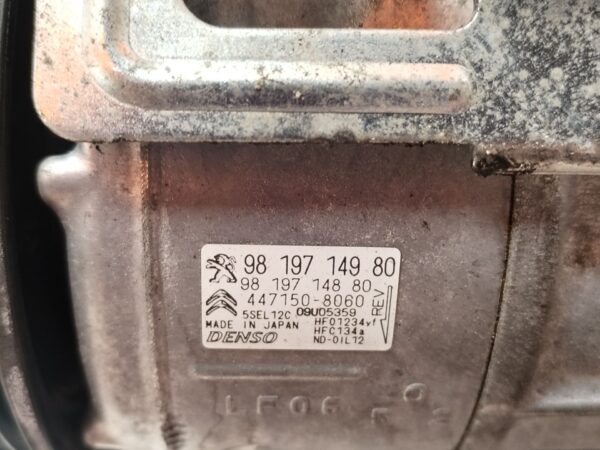 98 197 149 80
98 197 148 80
447150-8060
REV
5SEL12C 09U05359
MADE IN JAPAN HFO1234yf
HFC134a
DENSO ND-OIL12
LF06